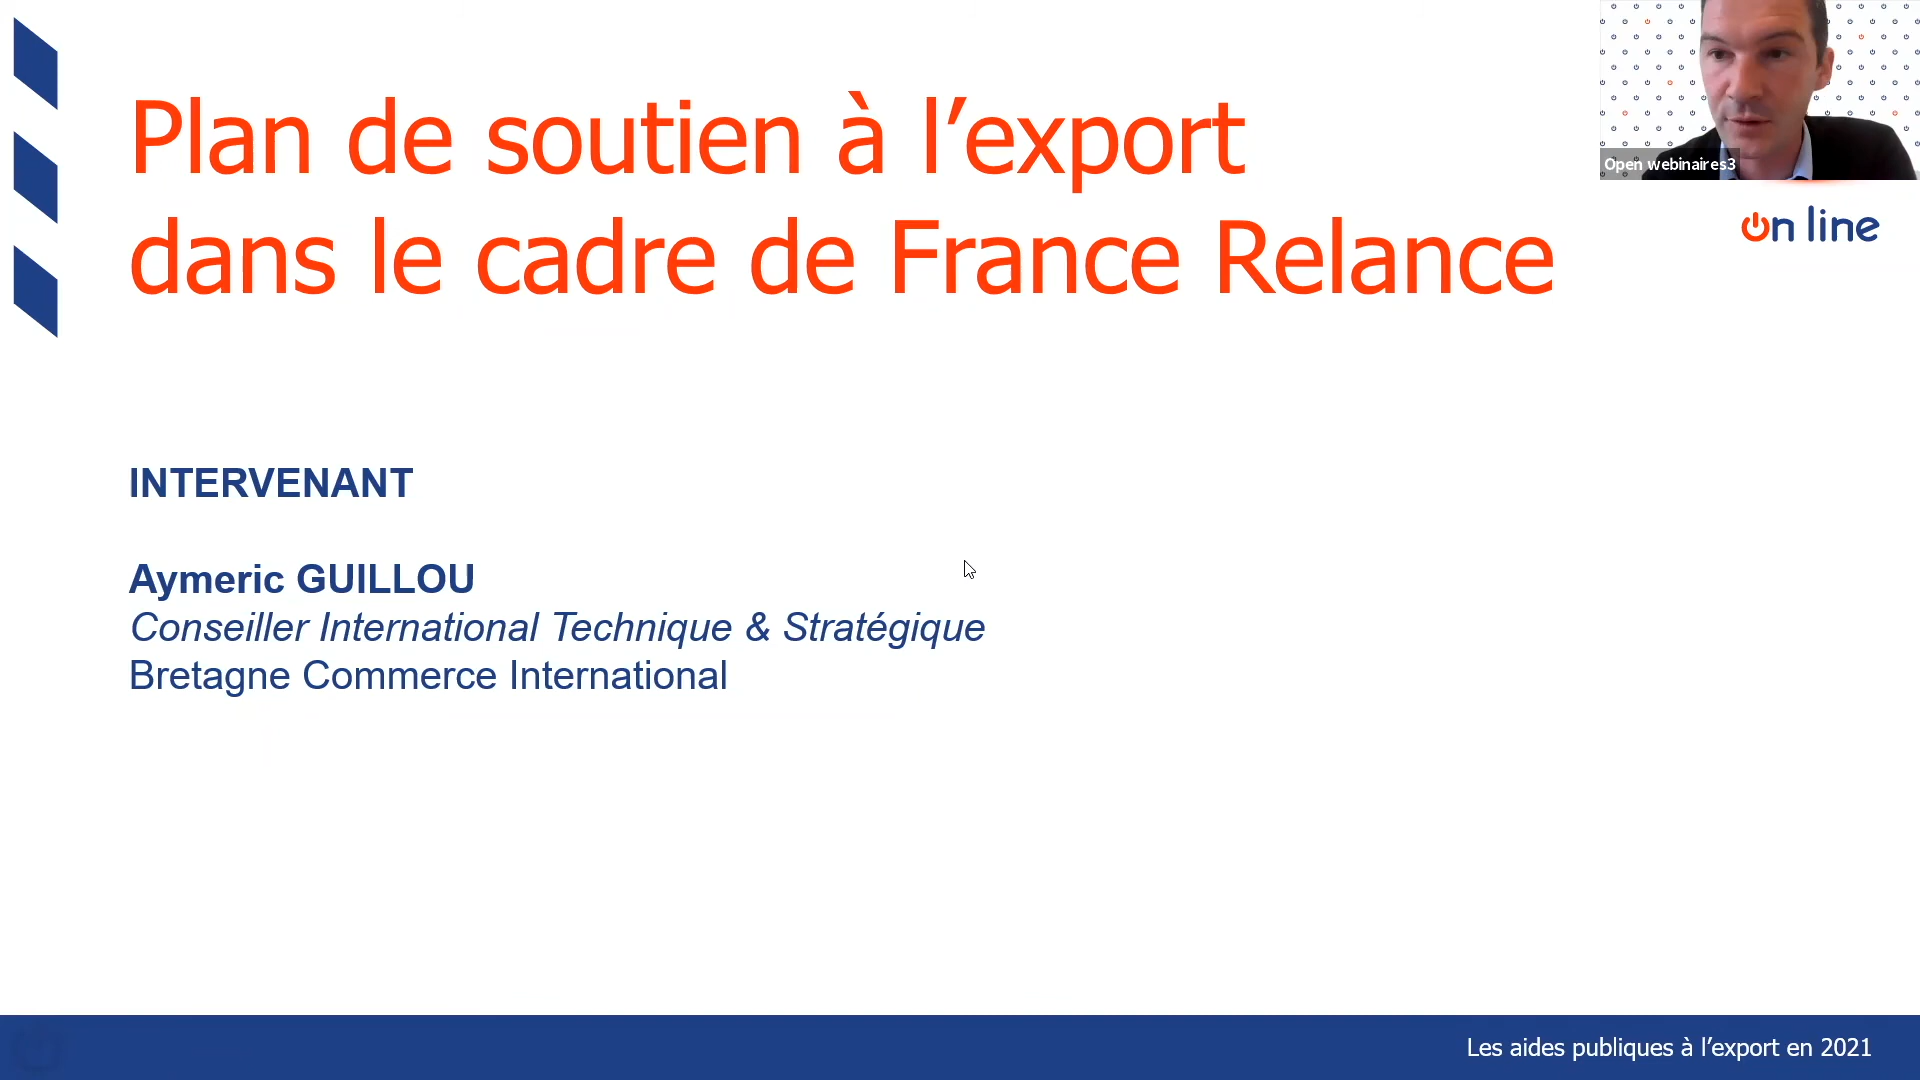 Plan de soutien à l’export
dans le cadre de France Relance
Open webinaires3
On line
INTERVENANT
Aymeric GUILLOU
Conseiller International Technique & Stratégique
Bretagne Commerce International
Les aides publiques à l’export en 2021